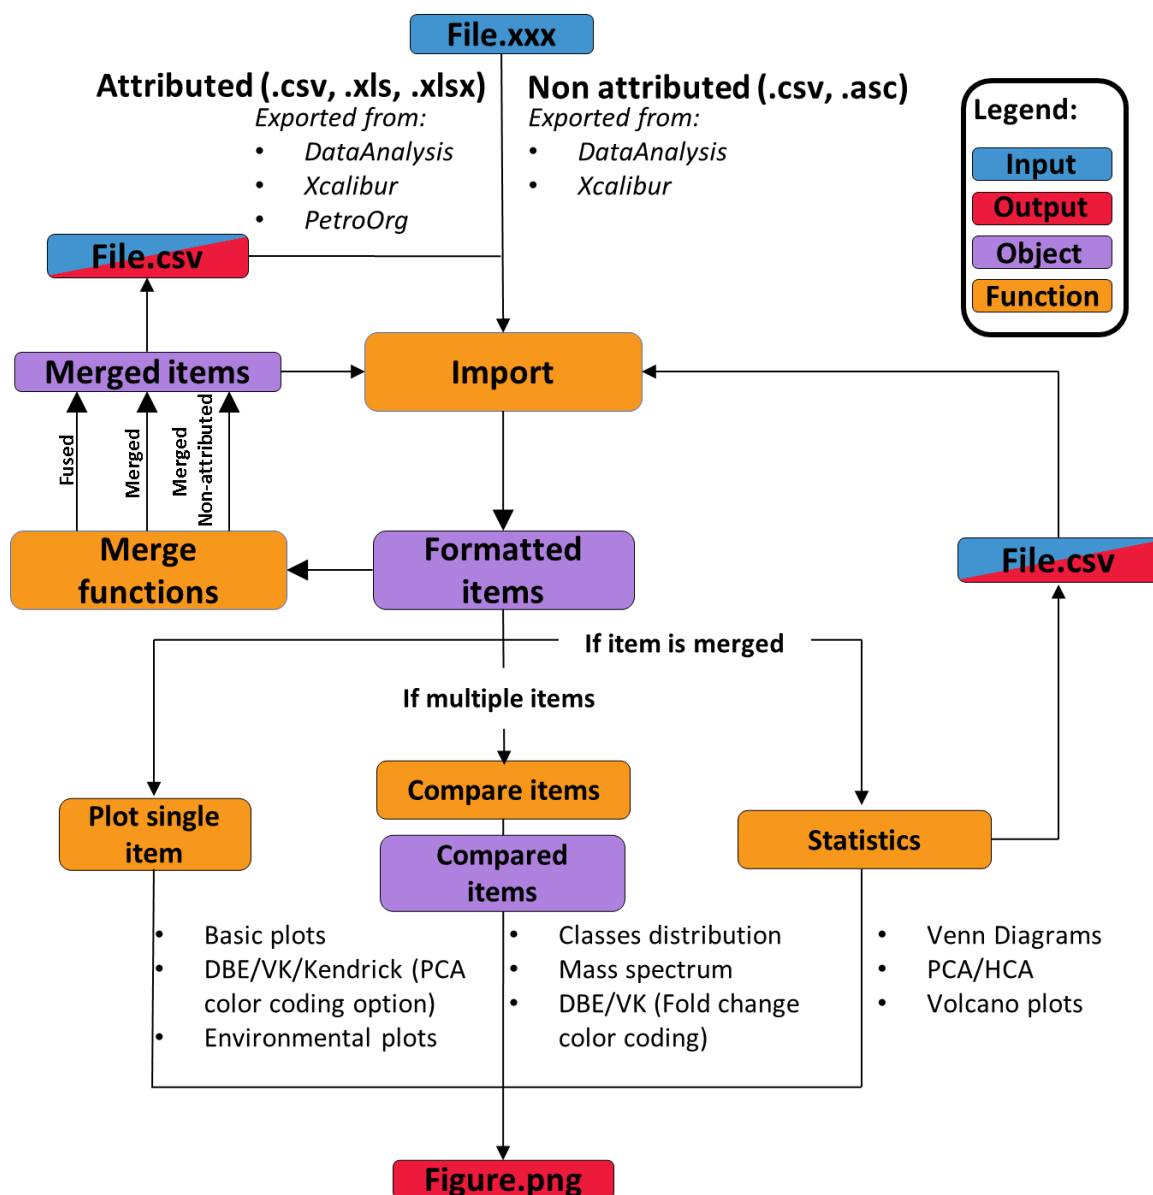 File.xxx
Attributed (.csv, .xls, .xlsx)
Exported from:
• DataAnalysis
• Xcalibur
• PetroOrg
Non attributed (.csv, .asc)
Exported from:
• DataAnalysis
• Xcalibur
Legend:
Input
Output
Object
Function
File.csv
Merged items
Import
Fused
Merged
Merged
Non-attributed
Merge
functions
Formatted
items
File.csv
If item is merged
If multiple items
Plot single
item
Compare items
Compared
items
Statistics
• Basic plots
• DBE/VK/Kendrick (PCA
color coding option)
• Environmental plots
• Classes distribution
• Mass spectrum
• DBE/VK (Fold change
color coding)
• Venn Diagrams
• PCA/HCA
• Volcano plots
Figure.png